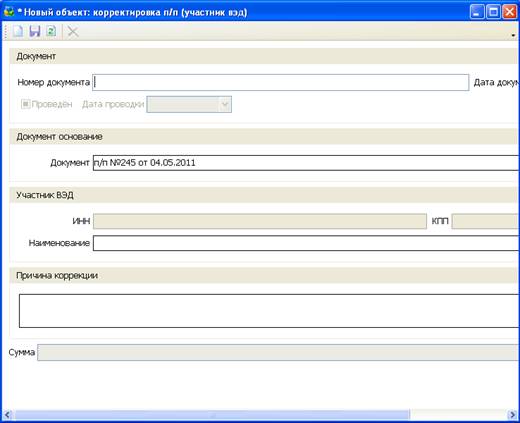 * Новый объект: корректировка п/п (участник вэд)
Документ
Номер документа Дата докум
Проведён Дата проводки
Документ основание
Документ п/п №245 от 04.05.2011
Участник ВЭД
ИНН КПП
Наименование
Причина коррекции
Сумма